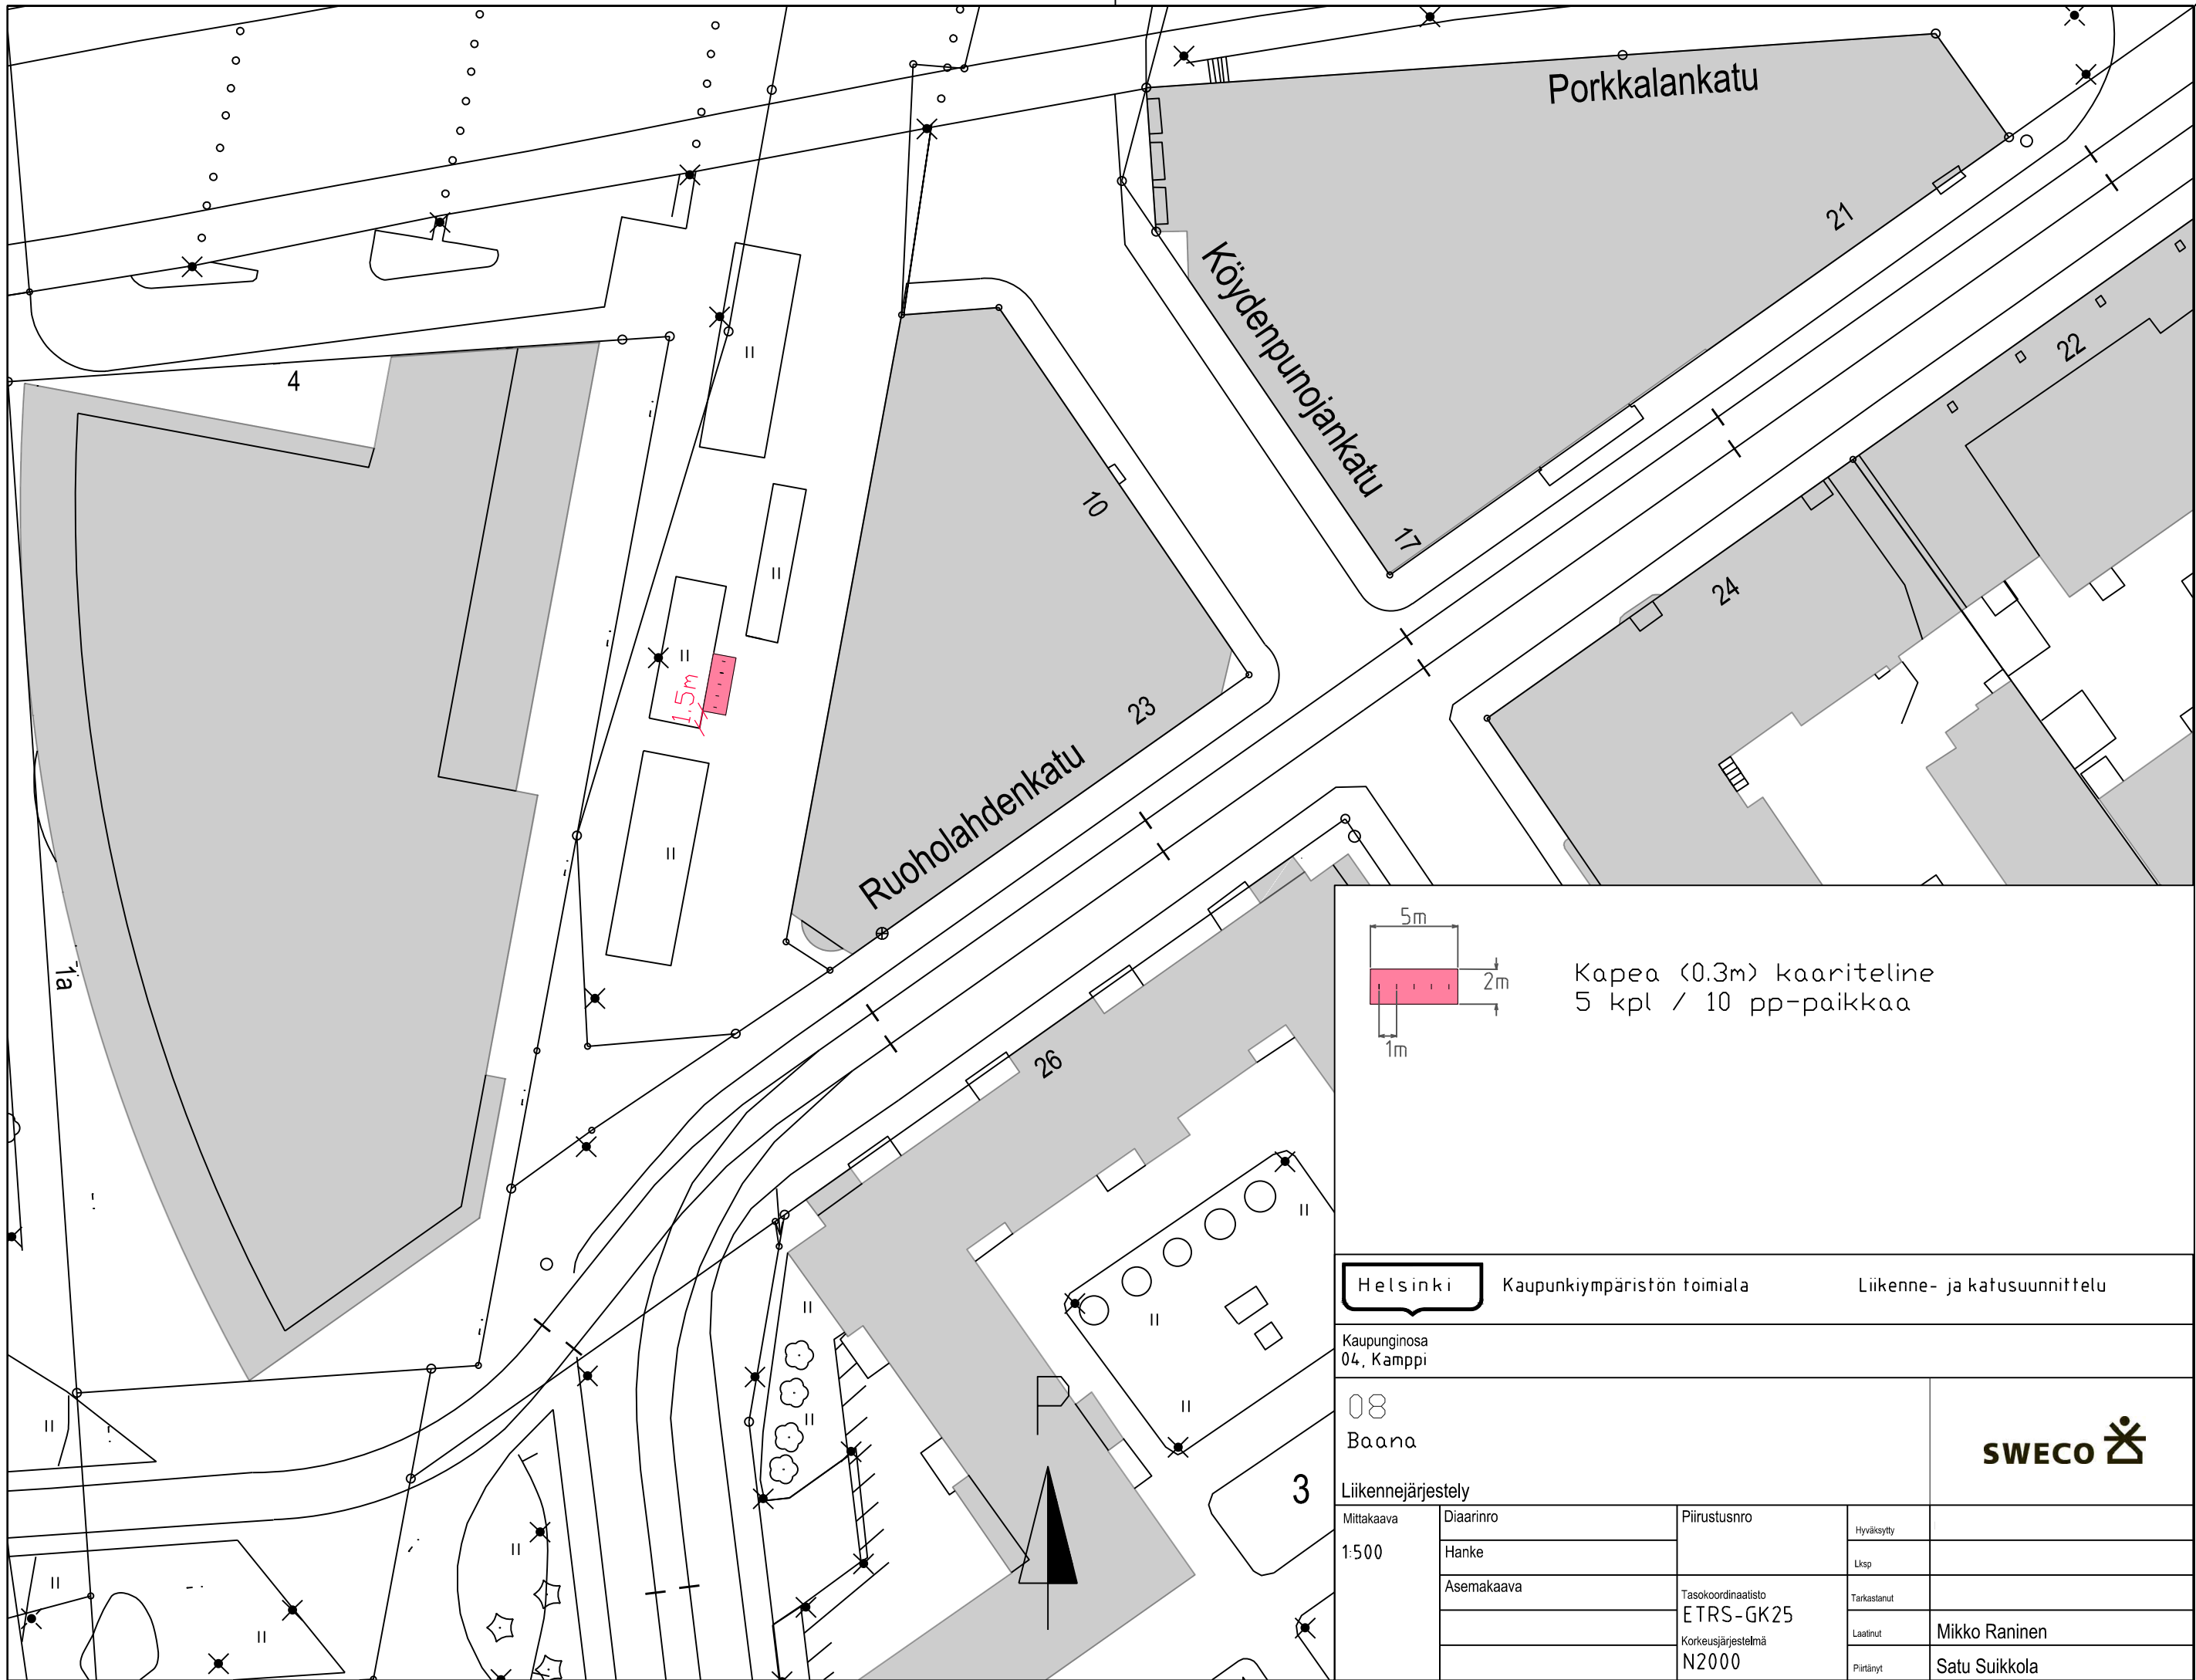 Porkkalankatu
21
Köydenpunojankatu
22
4
10
17
24
1.5m
23
Ruoholahdenkatu
1a
26
3
P
5m
2m
1m
Kapea (0.3m) kaariteline
5 kpl / 10 pp-paikkaa
Helsinki
Kaupunkiympäristön toimiala
Liikenne- ja katusuunnittelu
Kaupunginosa
04, Kamppi
08
Baana
Liikennejärjestely
SWECO
Mittakaava
1:500
Diaarinro
Hanke
Asemakaava
Piirustusnro
Tasokoordinaatisto
ETRS-GK25
Korkeusjärjestelmä
N2000
Hyväksytty
Lksp
Tarkastanut
Laatinut
Mikko Raninen
Piirtänyt
Satu Suikkola